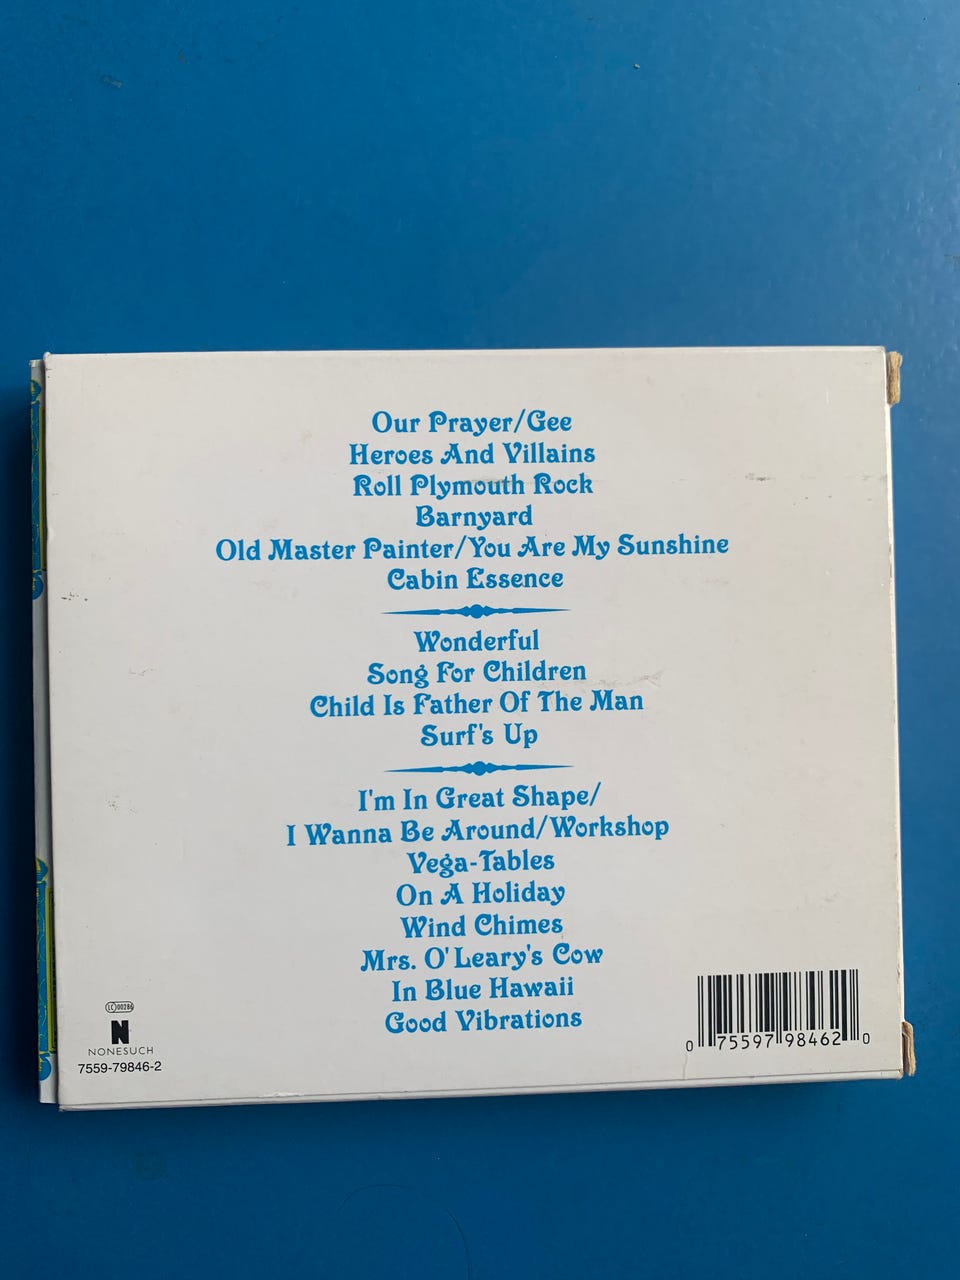 Our Prayer/Gee
Heroes And Villains
Roll Plymouth Rock
Barnyard
Old Master Painter/You Are My Sunshine
Cabin Essence
Wonderful
Song For Children
Child Is Father Of The Man
Surf's Up
I'm In Great Shape/
I Wanna Be Around/Workshop
Vega-Tables
On A Holiday
Wind Chimes
Mrs. O'Leary's Cow
In Blue Hawaii
Good Vibrations
LC 00286
N
NONESUCH
7559-79846-2
0 75597 98462 0